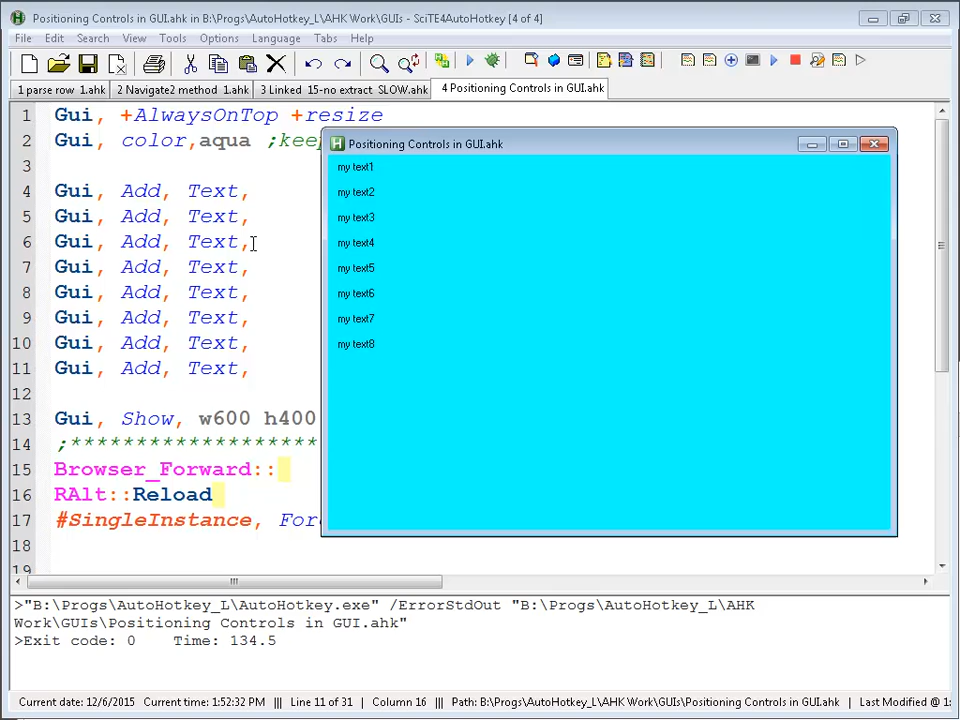 Positioning Controls in GUI.ahk in B:\Progs\AutoHotkey_L\AHK Work\GUIs - SciTE4AutoHotkey [4 of 4]
File Edit Search View Tools Options Language Tabs Help
1 parse row 1.ahk 2 Navigate2 method 1.ahk 3 Linked 15-no extract SLOW.ahk 4 Positioning Controls in GUI.ahk
1 Gui, +AlwaysOnTop +resize
2 Gui, color,aqua ;keep
3
4 Gui, Add, Text,
5 Gui, Add, Text,
6 Gui, Add, Text,
7 Gui, Add, Text,
8 Gui, Add, Text,
9 Gui, Add, Text,
10 Gui, Add, Text,
11 Gui, Add, Text,
12
13 Gui, Show, w600 h400
14 ;*******************
15 Browser_Forward::
16 RAlt::Reload
17 #SingleInstance, For
18
19
Positioning Controls in GUI.ahk
my text1
my text2
my text3
my text4
my text5
my text6
my text7
my text8
>"B:\Progs\AutoHotkey_L\AutoHotkey.exe" /ErrorStdOut "B:\Progs\AutoHotkey_L\AHK
Work\GUIs\Positioning Controls in GUI.ahk"
>Exit code: 0 Time: 134.5
Current date: 12/6/2015 Current time: 1:52:32 PM ||| Line 11 of 31 | Column 16 ||| Path: B:\Progs\AutoHotkey_L\AHK Work\GUIs\Positioning Controls in GUI.ahk | Last Modified @ 1: